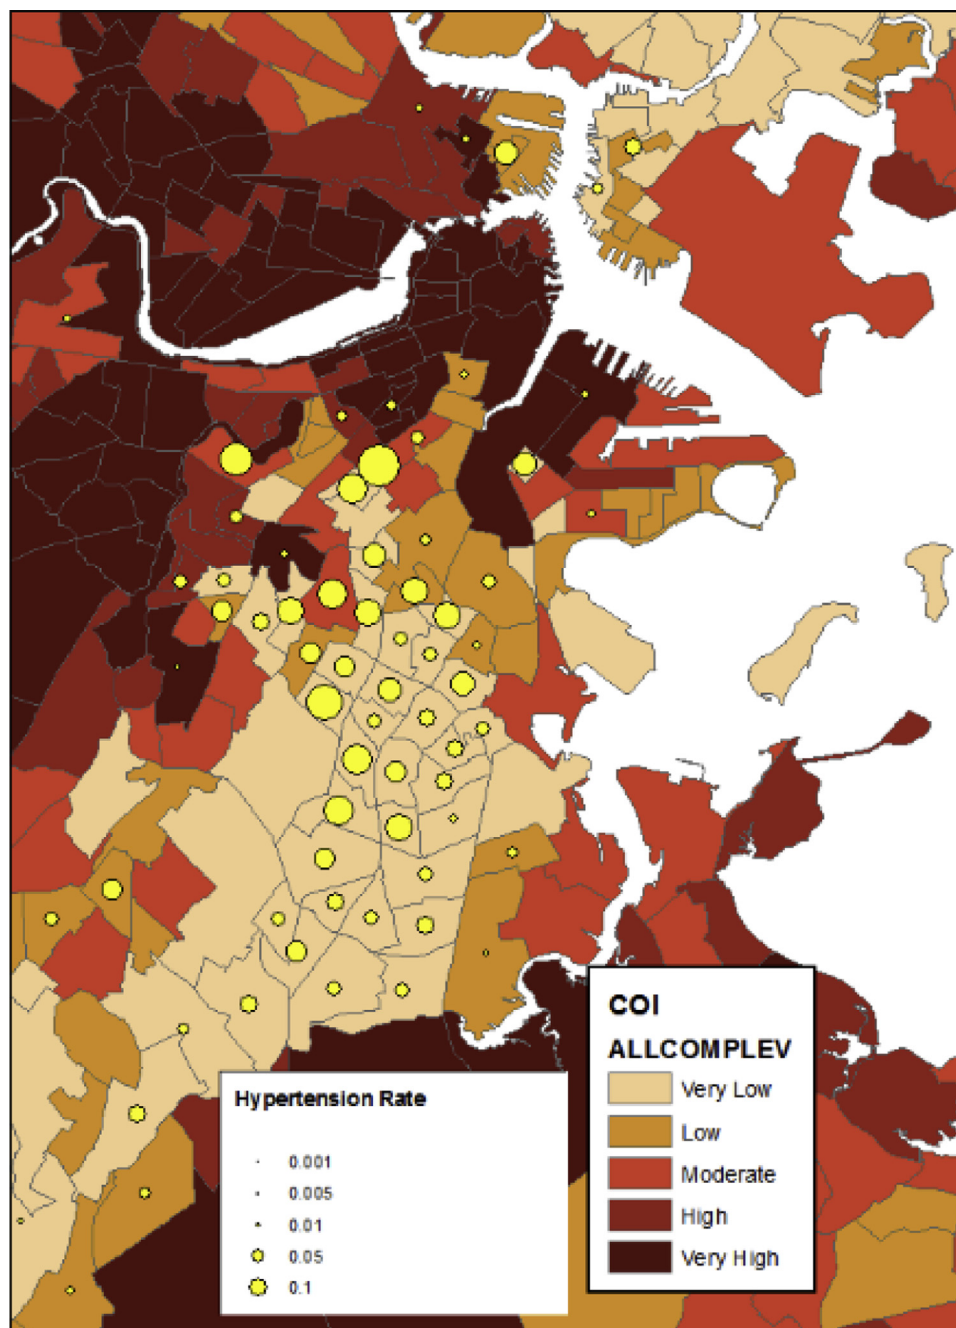 COI
ALLCOMPLEV
Very Low
Low
Moderate
High
Very High
Hypertension Rate
0.001
0.005
0.01
0.05
0.1